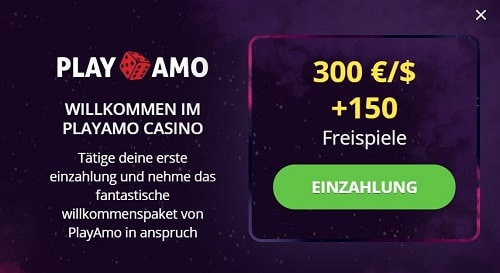 PLAY AMO
WILLKOMMEN IM
PLAYAMO CASINO
Tätige deine erste
einzahlung und nehme das
fantastische
willkommenspaket von
PlayAmo in anspruch
300 €/$
+150
Freispiele
EINZAHLUNG